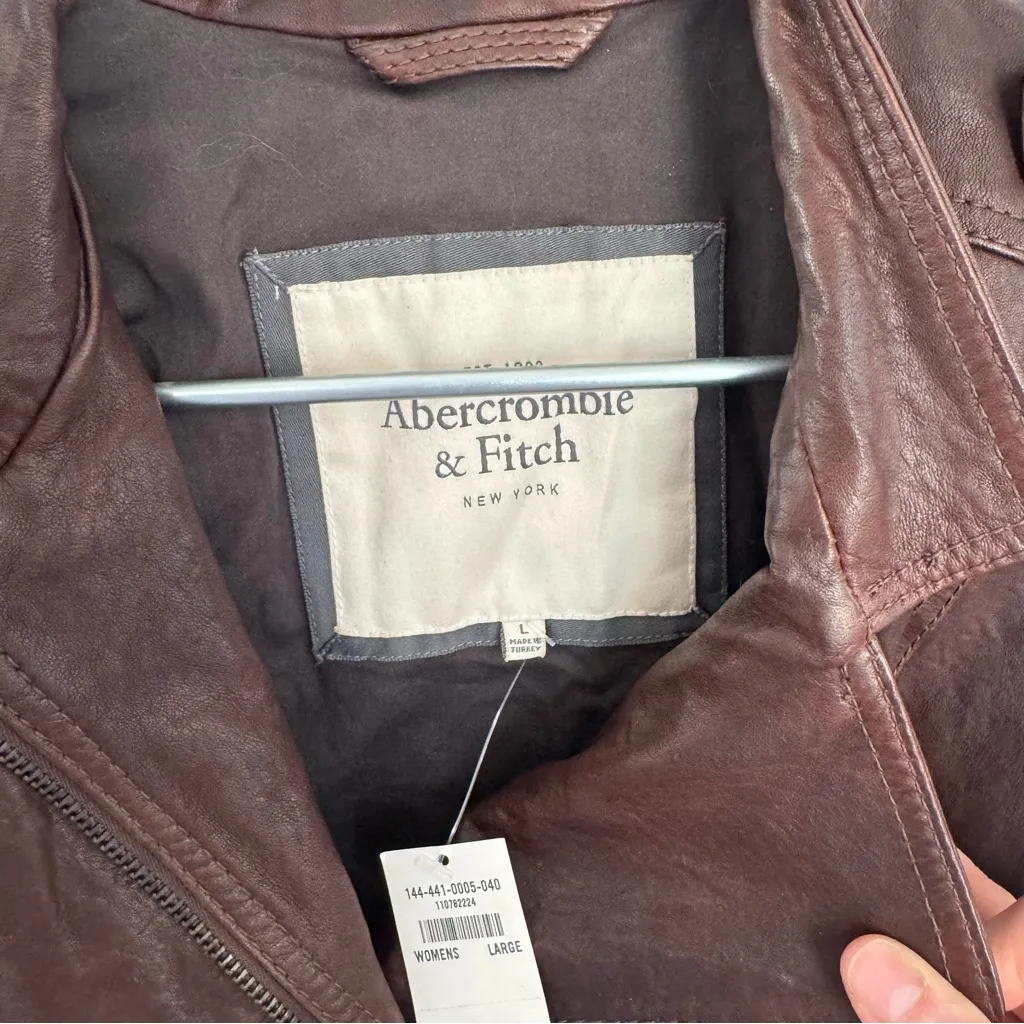 Abercrombie
& Fitch
NEW YORK
L
MADE IN
TURKEY
144-441-0005-040
110782224
WOMENS LARGE